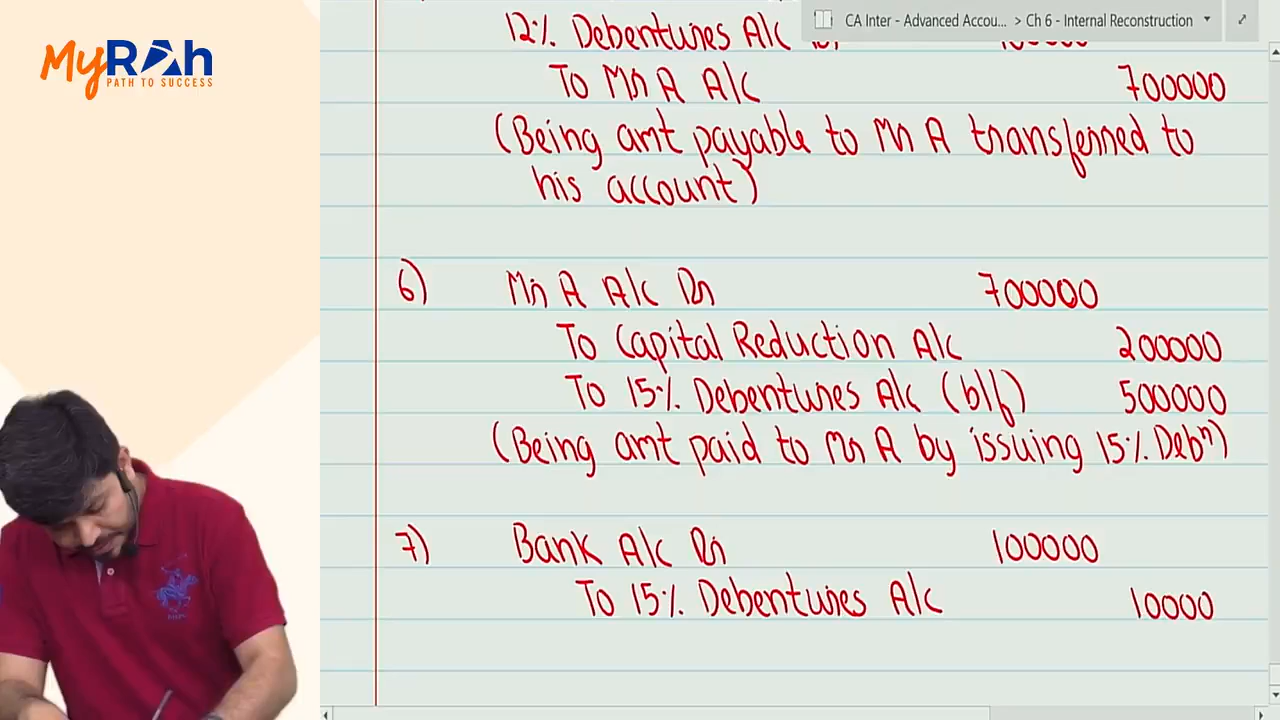 MyRAh
PATH TO SUCCESS
CA Inter - Advanced Accou... > Ch 6 - Internal Reconstruction
12% Debentures A/c Dr 100000
To Mr A A/c 700000
(Being amt payable to Mr A transferred to
his account)
6) Mr A A/c Dr 700000
To Capital Reduction A/c 200000
To 15% Debentures A/c (b/f) 500000
(Being amt paid to Mr A by issuing 15% Debⁿ)
7) Bank A/c Dr 100000
To 15% Debentures A/c 10000